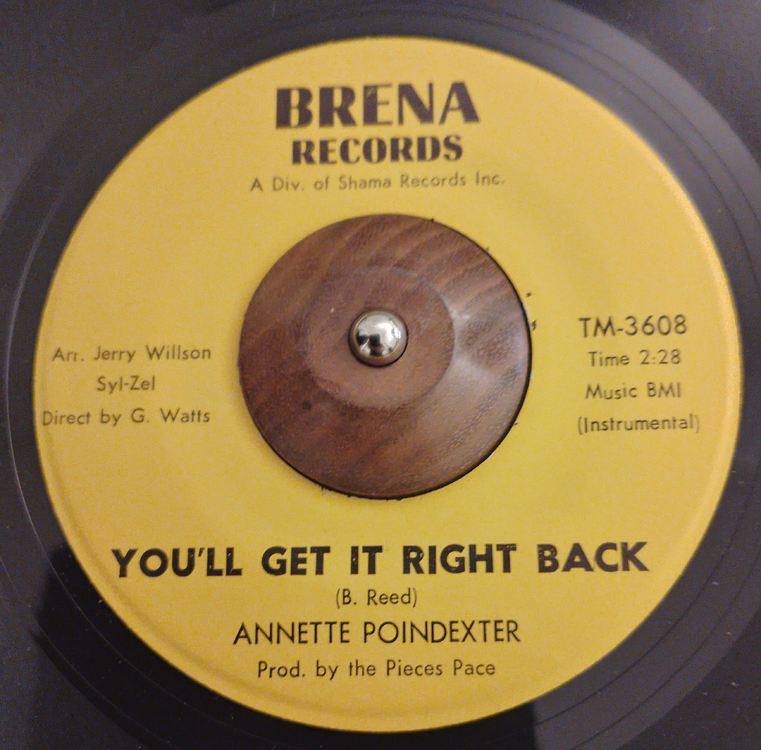 BRENA
RECORDS
A Div. of Shama Records Inc.
Arr. Jerry Willson
Syl-Zel
Direct by G. Watts
TM-3608
Time 2:28
Music BMI
(Instrumental)
YOU'LL GET IT RIGHT BACK
(B. Reed)
ANNETTE POINDEXTER
Prod. by the Pieces Pace